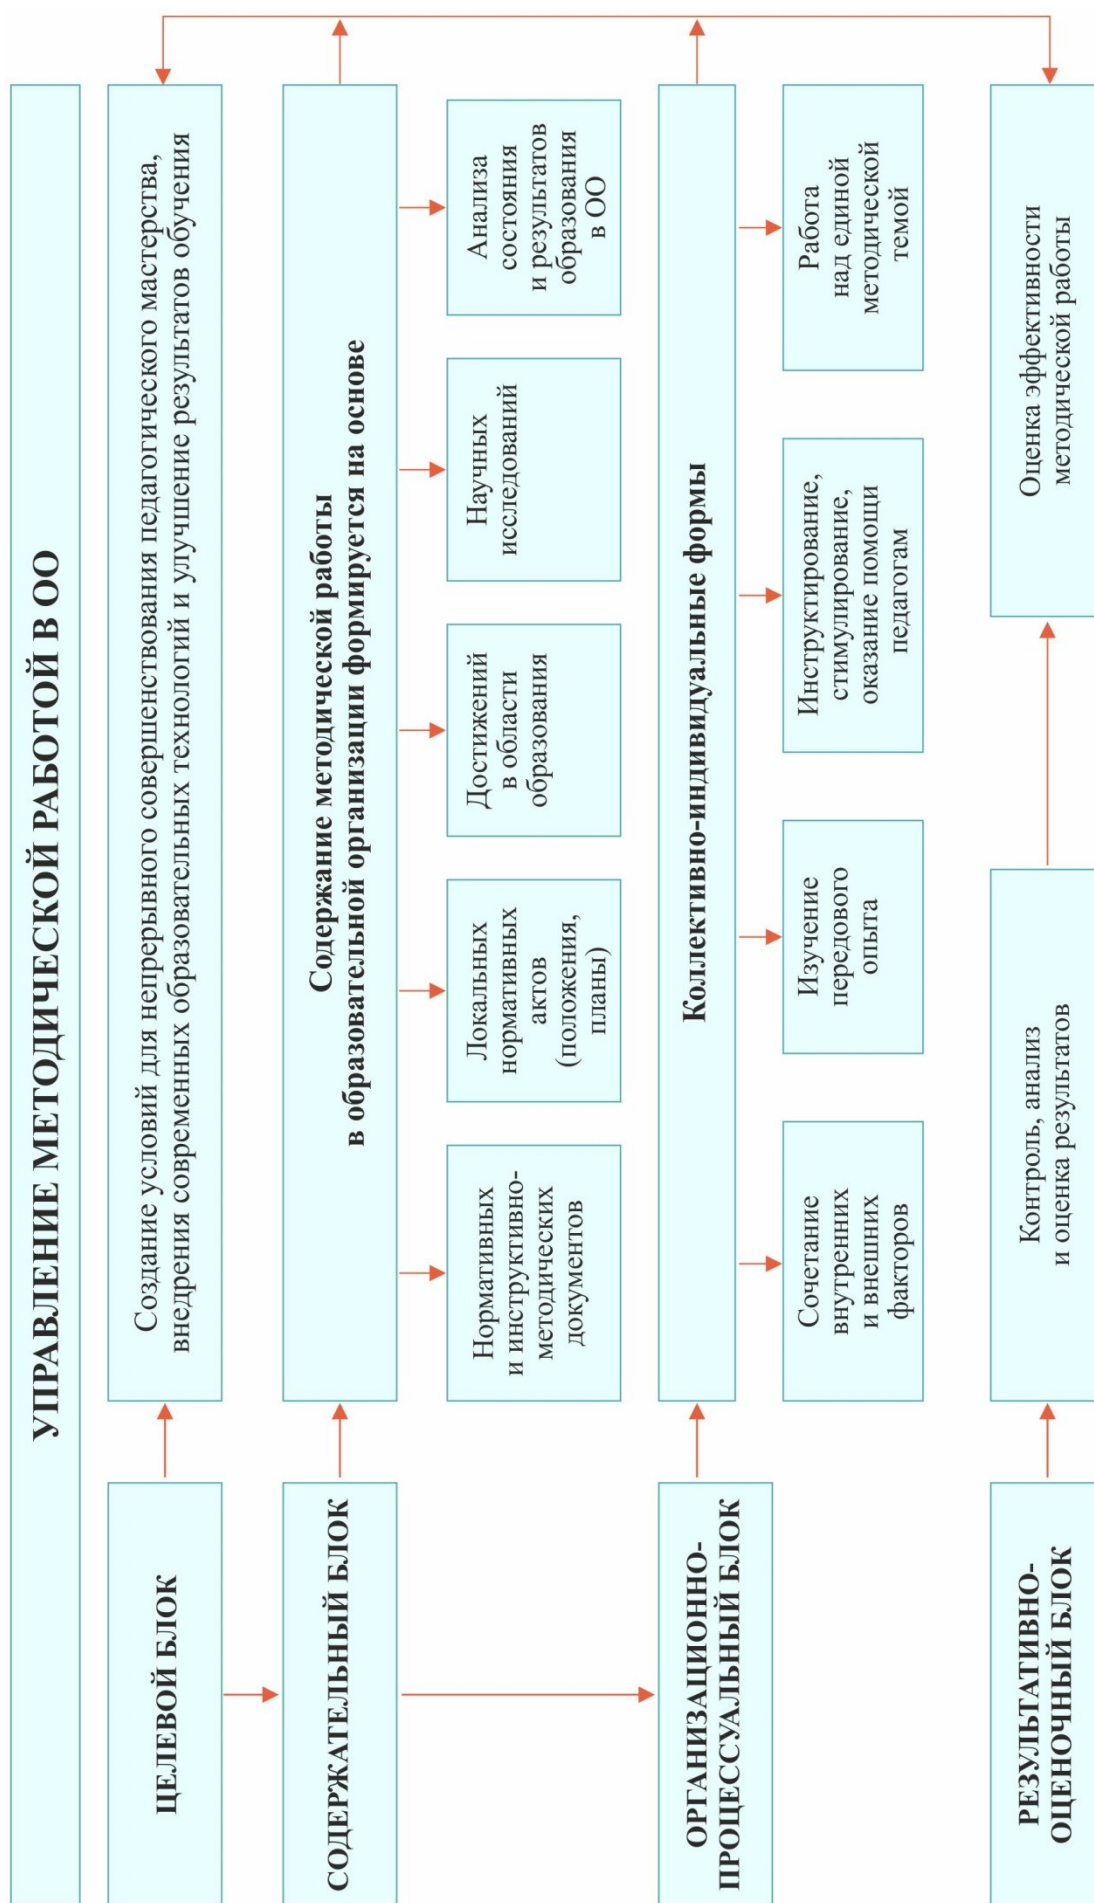 УПРАВЛЕНИЕ МЕТОДИЧЕСКОЙ РАБОТОЙ В ОО
ЦЕЛЕВОЙ БЛОК
Создание условий для непрерывного совершенствования педагогического мастерства,
внедрения современных образовательных технологий и улучшение результатов обучения
СОДЕРЖАТЕЛЬНЫЙ БЛОК
Содержание методической работы
в образовательной организации формируется на основе
Нормативных
и инструктивно-
методических
документов
Локальных
нормативных
актов
(положения,
планы)
Достижений
в области
образования
Научных
исследований
Анализа
состояния
и результатов
образования
в ОО
ОРГАНИЗАЦИОННО-
ПРОЦЕССУАЛЬНЫЙ БЛОК
Коллективно-индивидуальные формы
Сочетание
внутренних
и внешних
факторов
Изучение
передового
опыта
Инструктирование,
стимулирование,
оказание помощи
педагогам
Работа
над единой
методической
темой
РЕЗУЛЬТАТИВНО-
ОЦЕНОЧНЫЙ БЛОК
Контроль, анализ
и оценка результатов
Оценка эффективности
методической работы